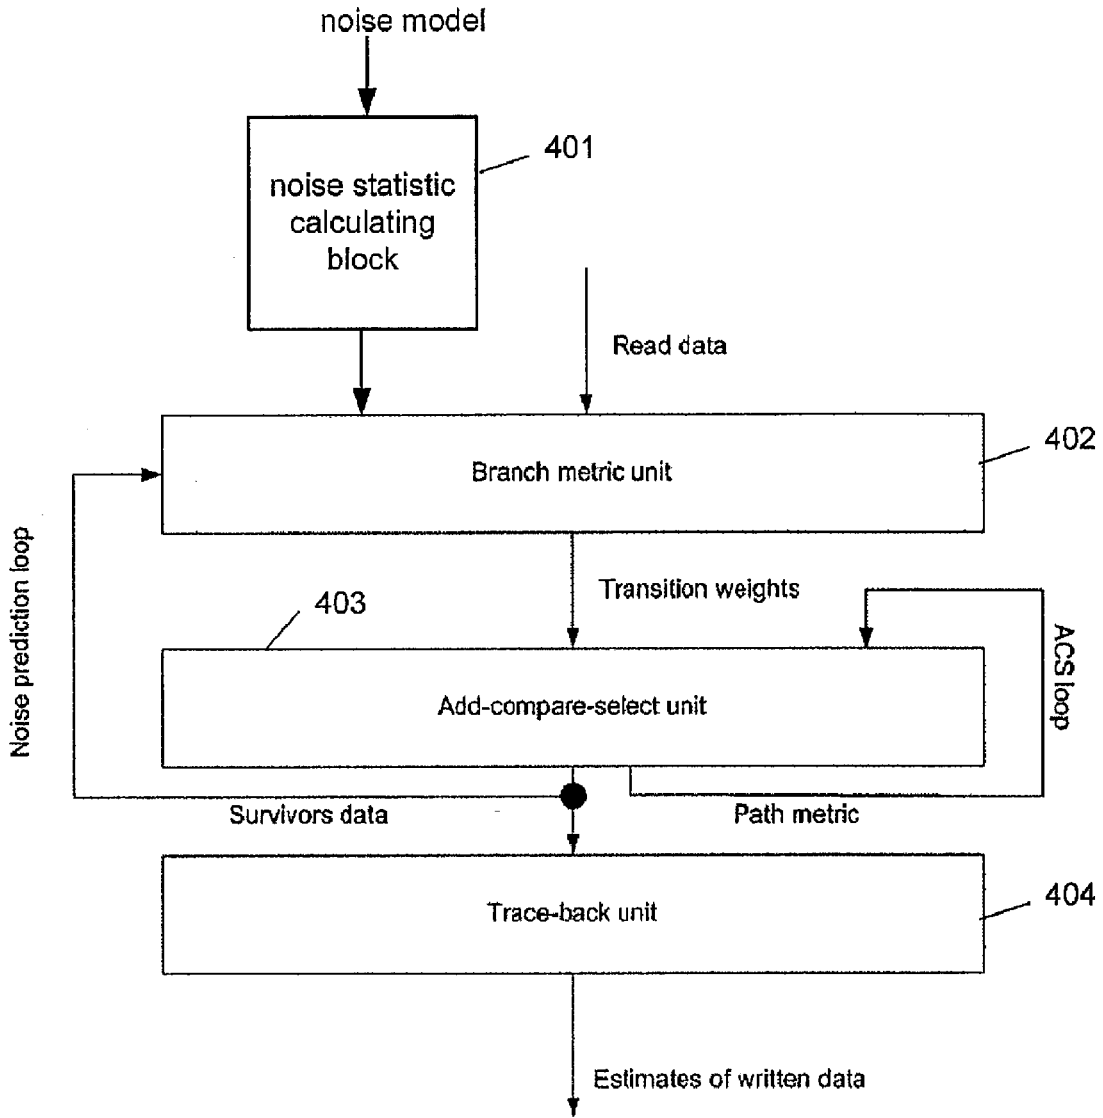 noise model
401
noise statistic
calculating
block
Read data
402
Branch metric unit
Noise prediction loop
Transition weights
403
ACS loop
Add-compare-select unit
Survivors data
Path metric
404
Trace-back unit
Estimates of written data